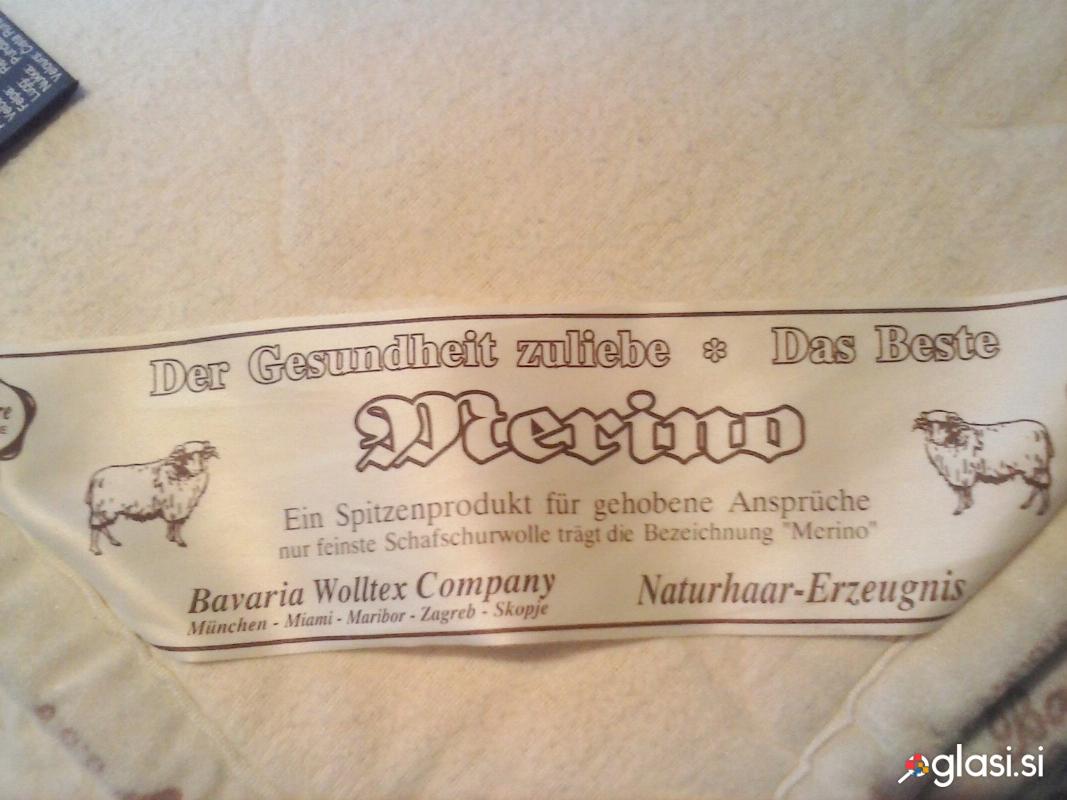 Der Gesundheit zuliebe * Das Beste
Merino
Ein Spitzenprodukt für gehobene Ansprüche
nur feinste Schafschurwolle trägt die Bezeichnung "Merino"
Bavaria Wolltex Company
München - Miami - Maribor - Zagreb - Skopje
Naturhaar-Erzeugnis
oglasi.si